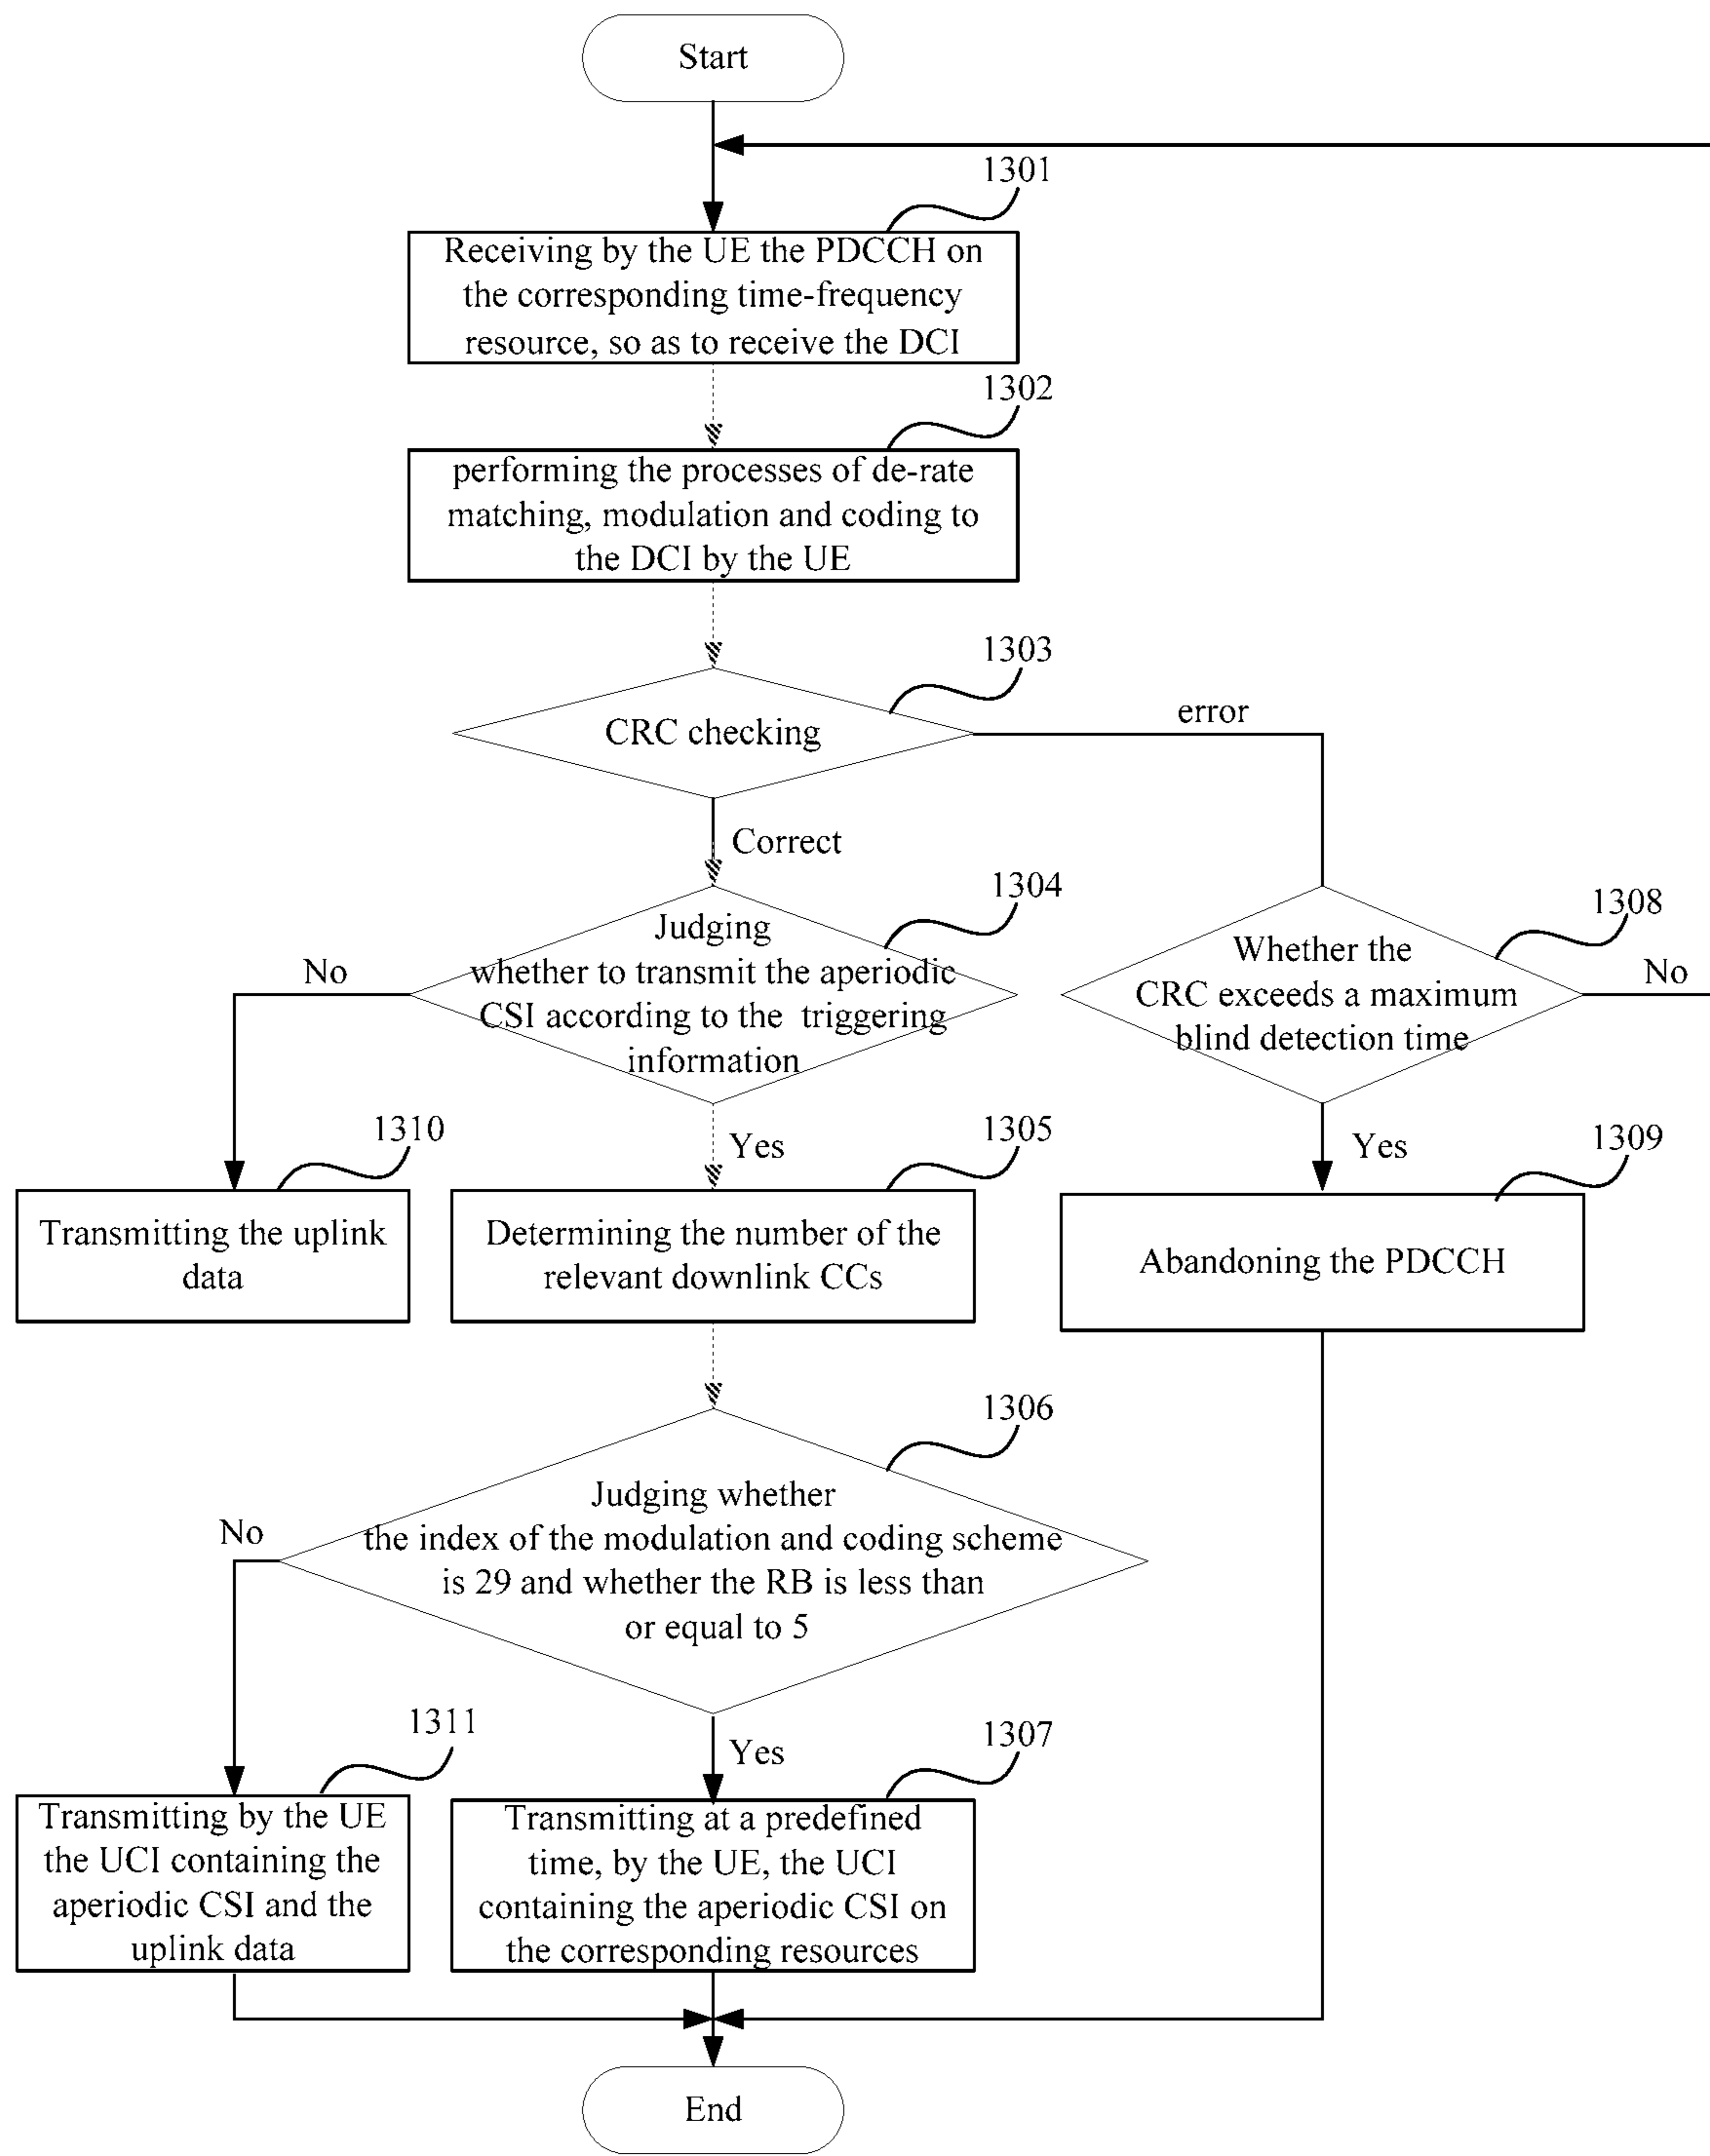 Start
1301
Receiving by the UE the PDCCH on
the corresponding time-frequency
resource, so as to receive the DCI
1302
performing the processes of de-rate
matching, modulation and coding to
the DCI by the UE
1303
CRC checking
error
Correct
1304
Judging
whether to transmit the aperiodic
CSI according to the triggering
information
No
1308
Whether the
CRC exceeds a maximum
blind detection time
No
1310
Transmitting the uplink
data
Yes
1305
Determining the number of the
relevant downlink CCs
Yes
1309
Abandoning the PDCCH
1306
Judging whether
the index of the modulation and coding scheme
is 29 and whether the RB is less than
or equal to 5
No
1311
Transmitting by the UE
the UCI containing the
aperiodic CSI and the
uplink data
Yes
1307
Transmitting at a predefined
time, by the UE, the UCI
containing the aperiodic CSI on
the corresponding resources
End